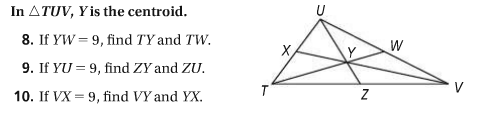 In △TUV, Y is the centroid.
8. If YW = 9, find TY and TW.
9. If YU = 9, find ZY and ZU.
10. If VX = 9, find VY and YX.
U
X
Y
W
T
Z
V